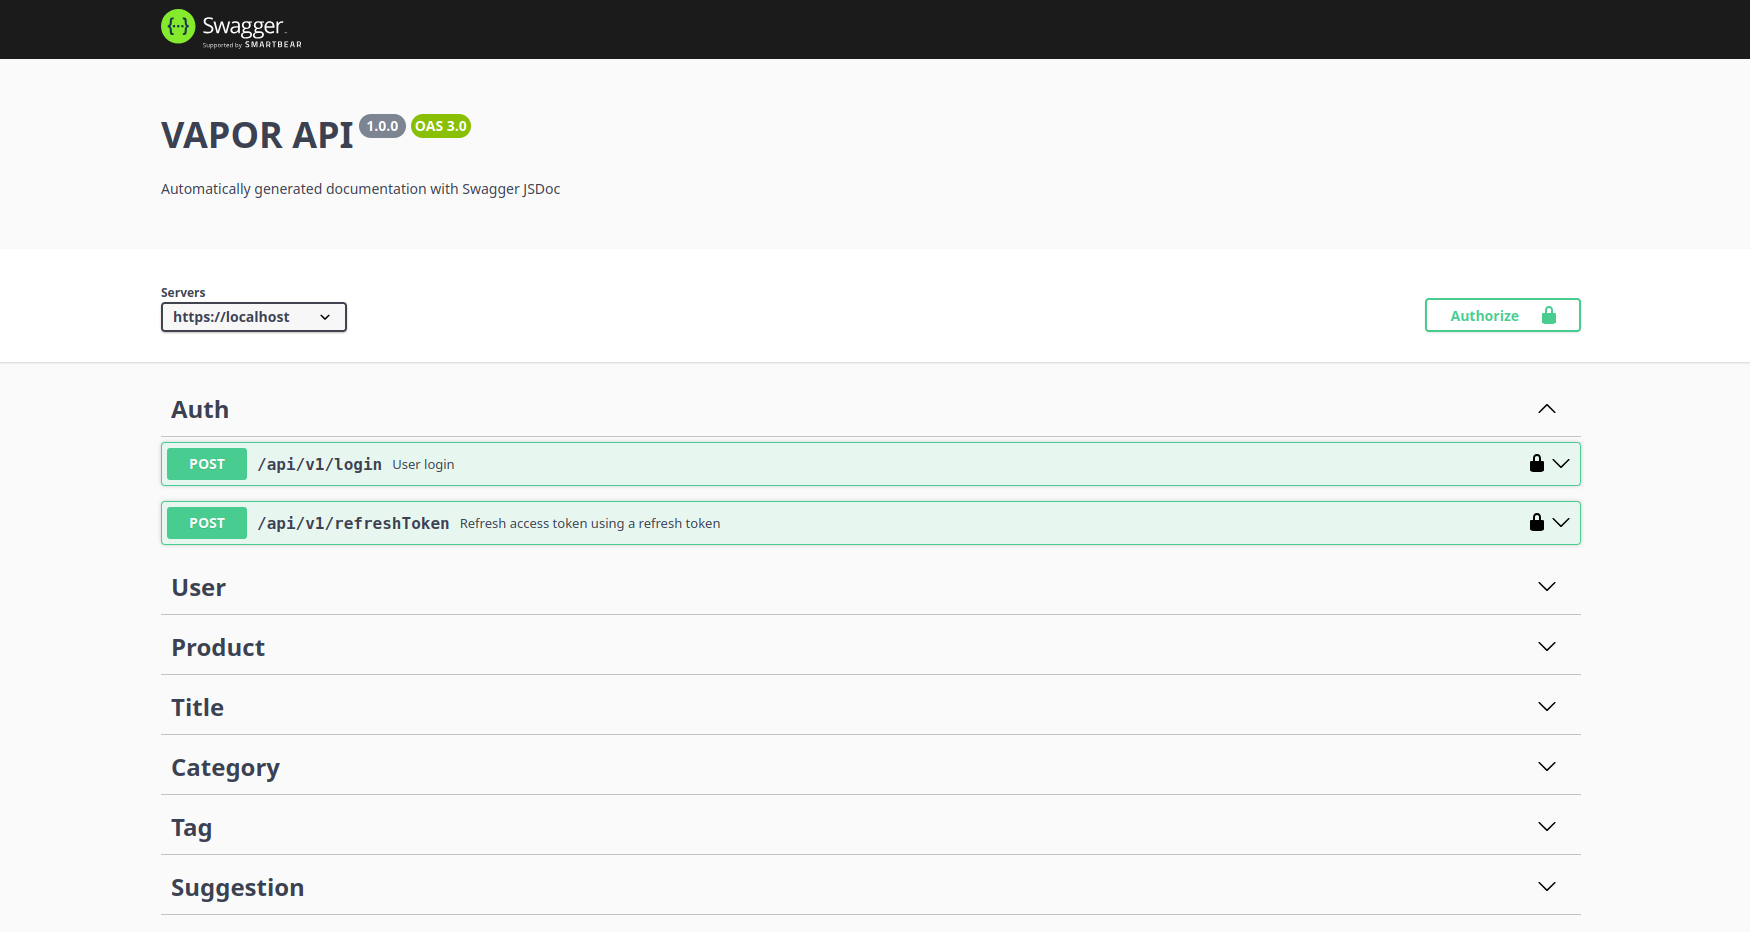 Swagger
Supported by SMARTBEAR
VAPOR API 1.0.0 OAS 3.0
Automatically generated documentation with Swagger JSDoc
Servers
https://localhost
Authorize
Auth
POST /api/v1/login User login
POST /api/v1/refreshToken Refresh access token using a refresh token
User
Product
Title
Category
Tag
Suggestion